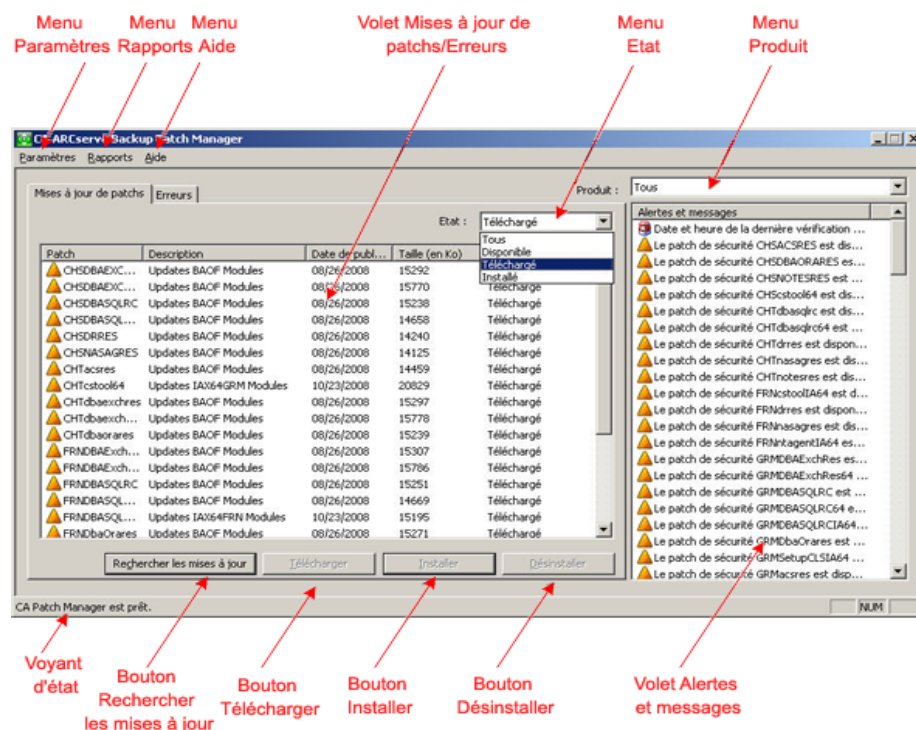 Menu
Paramètres
Menu
Rapports
Menu
Aide
Volet Mises à jour de
patchs/Erreurs
Menu
Etat
Menu
Produit
CA ARCserve Backup Patch Manager
Paramètres Rapports Aide
Mises à jour de patchs Erreurs
Produit : Tous
Etat : Téléchargé
Tous
Disponible
Téléchargé
Installé
Patch Description Date de publ... Taille (en Ko)
CHSDBAEXC... Updates BAOF Modules 08/26/2008 15292
CHSDBAEXC... Updates BAOF Modules 08/26/2008 15770 Téléchargé
CHSDBASQLRC Updates BAOF Modules 08/26/2008 15238 Téléchargé
CHSDBASQL... Updates BAOF Modules 08/26/2008 14658 Téléchargé
CHSDRRES Updates BAOF Modules 08/26/2008 14240 Téléchargé
CHSNASAGRES Updates BAOF Modules 08/26/2008 14125 Téléchargé
CHTacsres Updates BAOF Modules 08/26/2008 14459 Téléchargé
CHTcstool64 Updates IAX64GRM Modules 10/23/2008 20829 Téléchargé
CHTdbaexchres Updates BAOF Modules 08/26/2008 15297 Téléchargé
CHTdbaexch... Updates BAOF Modules 08/26/2008 15778 Téléchargé
CHTdbaorares Updates BAOF Modules 08/26/2008 15239 Téléchargé
FRNDBAExch... Updates BAOF Modules 08/26/2008 15307 Téléchargé
FRNDBAExch... Updates BAOF Modules 08/26/2008 15786 Téléchargé
FRNDBASQLRC Updates BAOF Modules 08/26/2008 15251 Téléchargé
FRNDBASQL... Updates BAOF Modules 08/26/2008 14669 Téléchargé
FRNDBASQL... Updates IAX64FRN Modules 10/23/2008 15195 Téléchargé
FRNDbaOrares Updates BAOF Modules 08/26/2008 15271 Téléchargé
Alertes et messages
Date et heure de la dernière vérification ...
Le patch de sécurité CHSACSRES est dis...
Le patch de sécurité CHSDBAORARES es...
Le patch de sécurité CHSNOTESRES est ...
Le patch de sécurité CHScstool64 est dis...
Le patch de sécurité CHTdbasqlrc est dis...
Le patch de sécurité CHTdbasqlrc64 est ...
Le patch de sécurité CHTdrres est dispon...
Le patch de sécurité CHTnasagres est dis...
Le patch de sécurité CHTnotesres est dis...
Le patch de sécurité FRNcstoolIA64 est d...
Le patch de sécurité FRNdrres est dispon...
Le patch de sécurité FRNnasagres est dis...
Le patch de sécurité FRNntagentIA64 es...
Le patch de sécurité GRMDBAExchRes es...
Le patch de sécurité GRMDBAExchRes64 ...
Le patch de sécurité GRMDBASQLRC est ...
Le patch de sécurité GRMDBASQLRC64 e...
Le patch de sécurité GRMDBASQLRCIA64...
Le patch de sécurité GRMDbaOrares est ...
Le patch de sécurité GRMSetupCLSIA64 ...
Le patch de sécurité GRMacsres est disp...
Rechercher les mises à jour Télécharger Installer Désinstaller
CA Patch Manager est prêt. NUM
Voyant
d'état
Bouton
Rechercher
les mises à jour
Bouton
Télécharger
Bouton
Installer
Bouton
Désinstaller
Volet Alertes
et messages